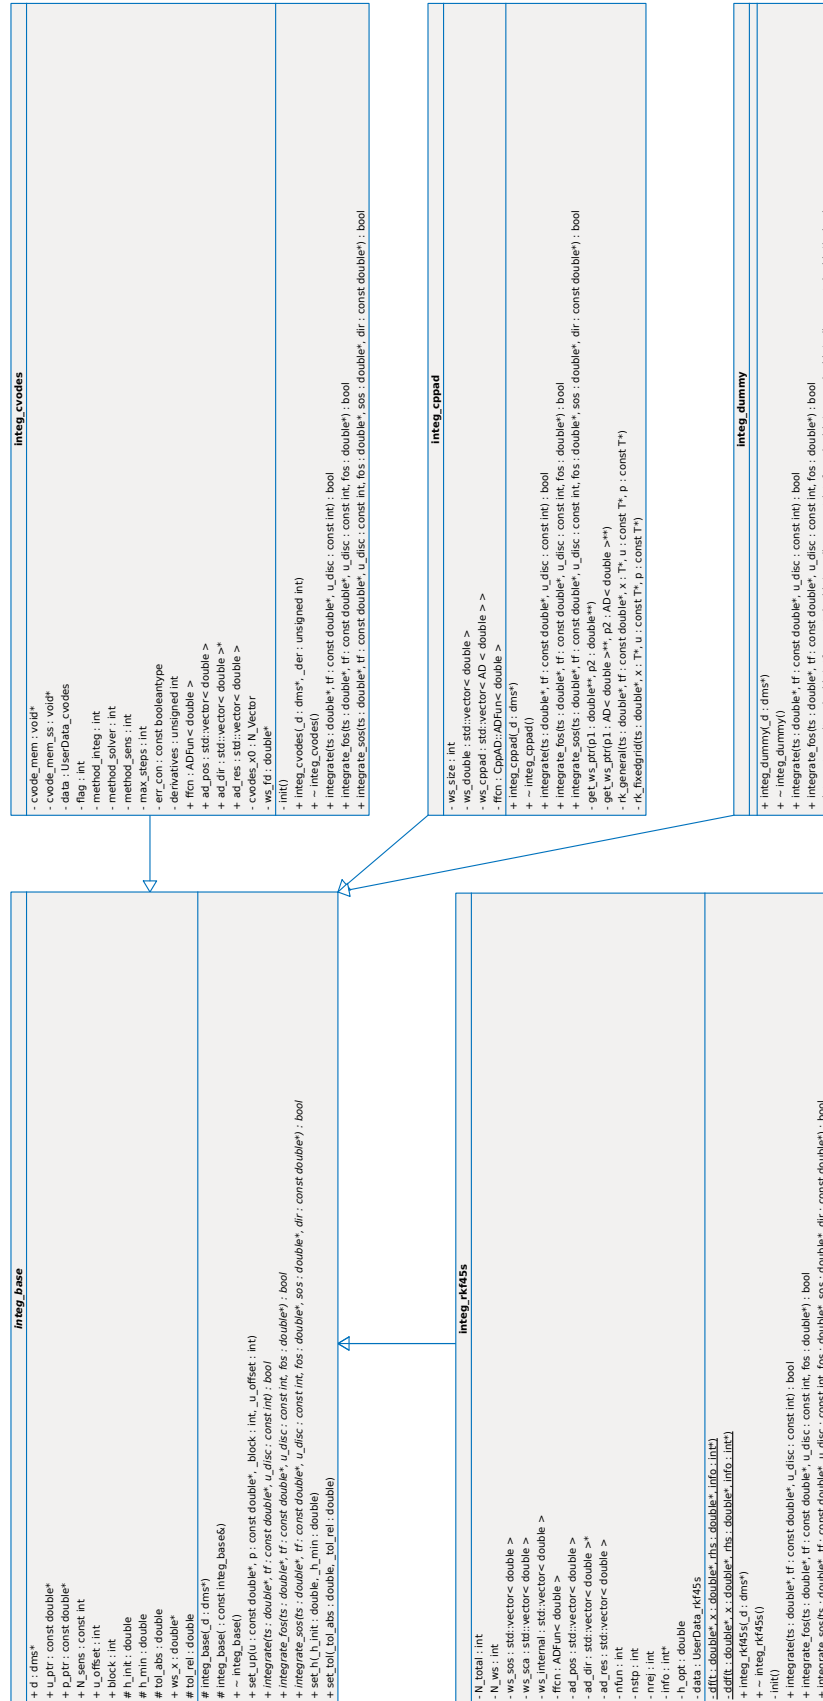 integ_base
+ d : dms*
+ u_ptr : const double*
+ p_ptr : const double*
+ N_sens : const int
+ u_offset : int
+ block : int
# h_init : double
# h_min : double
# tol_abs : double
+ ws_x : double*
# tol_rel : double
# integ_base(_d : dms*)
# integ_base( : const integ_base&)
+ ~ integ_base()
+ set_up(u : const double*, p : const double*, _block : int, _u_offset : int)
+ integrate(ts : double*, tf : const double*, u_disc : const int) : bool
+ integrate_fos(ts : double*, tf : const double*, u_disc : const int, fos : double*) : bool
+ integrate_sos(ts : double*, tf : const double*, u_disc : const int, fos : double*, sos : double*, dir : const double*) : bool
+ set_h(_h_init : double, _h_min : double)
+ set_tol(_tol_abs : double, _tol_rel : double)
integ_rkf45s
- N_total : int
- N_ws : int
- ws_sos : std::vector< double >
- ws_sca : std::vector< double >
- ws_internal : std::vector< double >
- ffcn : ADFun< double >
- ad_pos : std::vector< double >
- ad_dir : std::vector< double >*
- ad_res : std::vector< double >
- nfun : int
- nstp : int
- nrej : int
- info : int*
- h_opt : double
- data : UserData_rkf45s
- df(t : double*, x : double*, rhs : double*, info : int*)
- ddf(t : double*, x : double*, rhs : double*, info : int*)
+ integ_rkf45s(_d : dms*)
+ ~ integ_rkf45s()
- init()
+ integrate(ts : double*, tf : const double*, u_disc : const int) : bool
+ integrate_fos(ts : double*, tf : const double*, u_disc : const int, fos : double*) : bool
+ integrate_sos(ts : double*, tf : const double*, u_disc : const int, fos : double*, sos : double*, dir : const double*) : bool
integ_cvodes
- cvode_mem : void*
- cvode_mem_ss : void*
- data : UserData_cvodes
- flag : int
- method_integ : int
- method_solver : int
- method_sens : int
- max_steps : int
- err_con : const booleantype
- derivatives : unsigned int
+ ffcn : ADFun< double >
+ ad_pos : std::vector< double >
+ ad_dir : std::vector< double >*
+ ad_res : std::vector< double >
- cvodes_x0 : N_Vector
- ws_fd : double*
- init()
+ integ_cvodes(_d : dms*, _der : unsigned int)
+ ~ integ_cvodes()
+ integrate(ts : double*, tf : const double*, u_disc : const int) : bool
+ integrate_fos(ts : double*, tf : const double*, u_disc : const int, fos : double*) : bool
+ integrate_sos(ts : double*, tf : const double*, u_disc : const int, fos : double*, sos : double*, dir : const double*) : bool
integ_cppad
- ws_size : int
- ws_double : std::vector< double >
- ws_cppad : std::vector< AD < double > >
- ffcn : CppAD::ADFun< double >
+ integ_cppad(_d : dms*)
+ ~ integ_cppad()
+ integrate(ts : double*, tf : const double*, u_disc : const int) : bool
+ integrate_fos(ts : double*, tf : const double*, u_disc : const int, fos : double*) : bool
+ integrate_sos(ts : double*, tf : const double*, u_disc : const int, fos : double*, sos : double*, dir : const double*) : bool
- get_ws_ptr(p1 : double**, p2 : double**)
- get_ws_ptr(p1 : AD< double >**, p2 : AD< double >**)
- rk_general(ts : double*, tf : const double*, x : T*, u : const T*, p : const T*)
- rk_fixedgrid(ts : double*, x : T*, u : const T*, p : const T*)
integ_dummy
+ integ_dummy(_d : dms*)
+ ~ integ_dummy()
+ integrate(ts : double*, tf : const double*, u_disc : const int) : bool
+ integrate_fos(ts : double*, tf : const double*, u_disc : const int, fos : double*) : bool